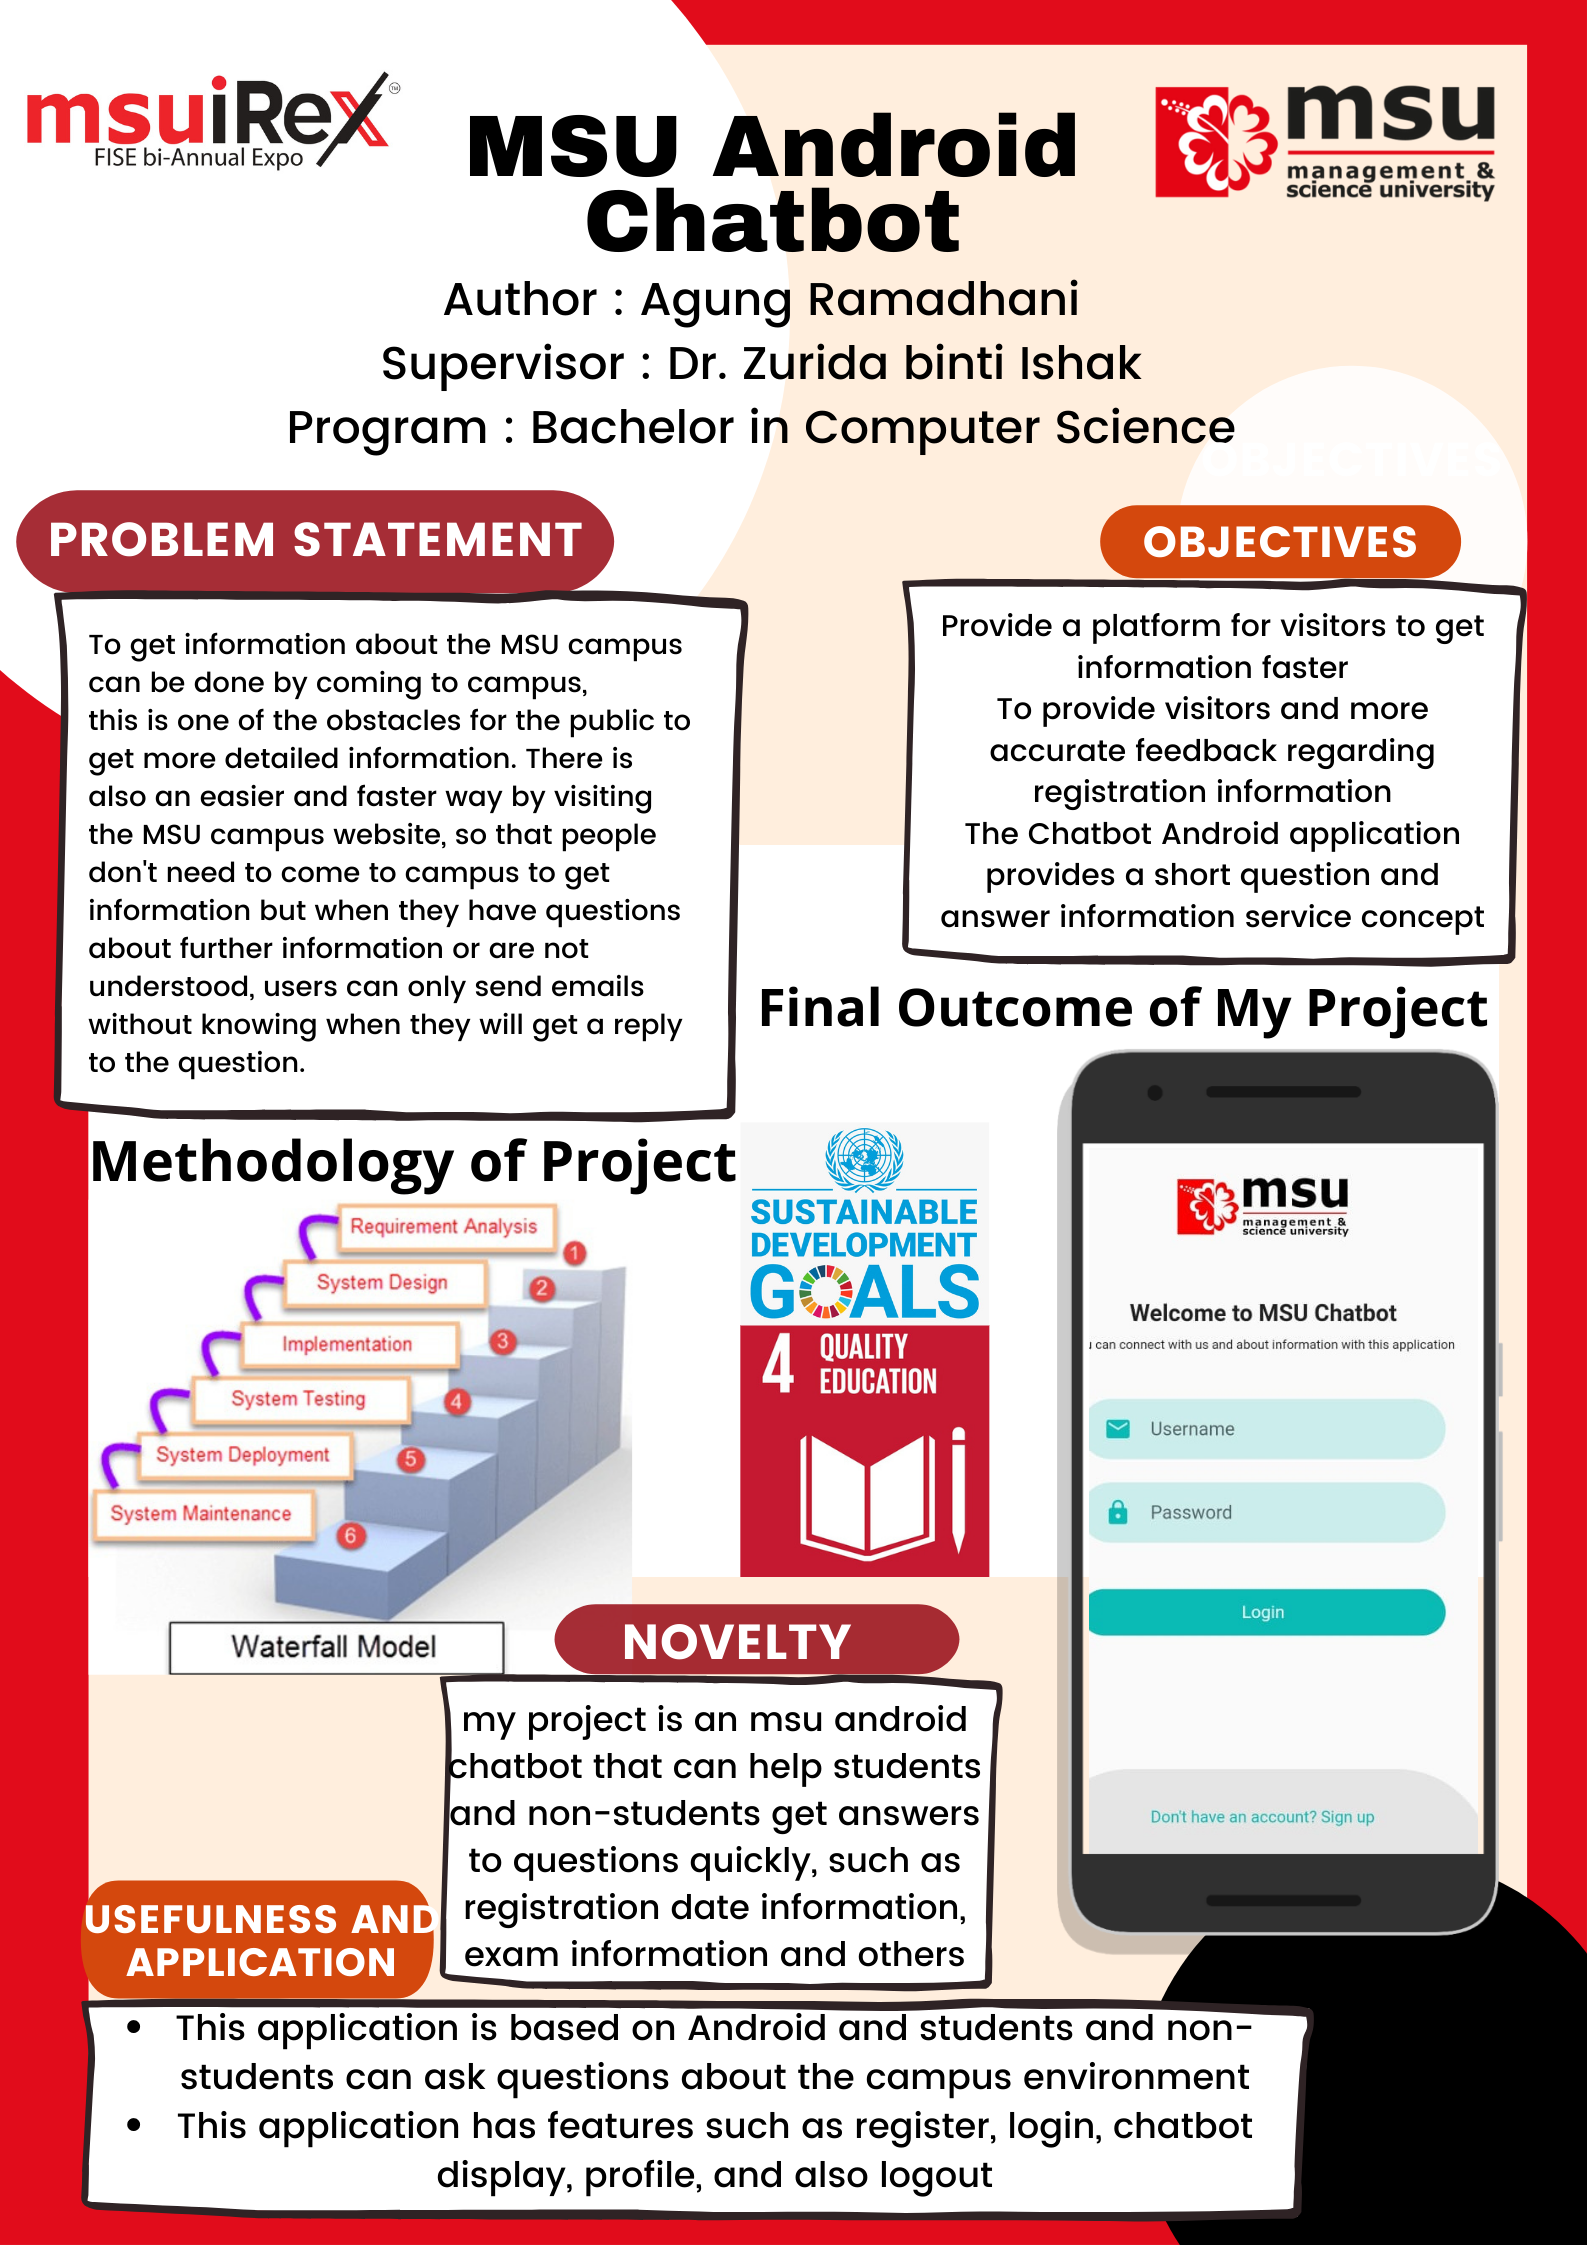 msuiRex
TM
FISE bi-Annual Expo
MSU Android
Chatbot
msu
management &
science university
Author : Agung Ramadhani
Supervisor : Dr. Zurida binti Ishak
Program : Bachelor in Computer Science
OBJECTIVES
PROBLEM STATEMENT
To get information about the MSU campus
can be done by coming to campus,
this is one of the obstacles for the public to
get more detailed information. There is
also an easier and faster way by visiting
the MSU campus website, so that people
don't need to come to campus to get
information but when they have questions
about further information or are not
understood, users can only send emails
without knowing when they will get a reply
to the question.
OBJECTIVES
Provide a platform for visitors to get
information faster
To provide visitors and more
accurate feedback regarding
registration information
The Chatbot Android application
provides a short question and
answer information service concept
Methodology of Project
Requirement Analysis
1
System Design
2
Implementation
3
System Testing
4
System Deployment
5
System Maintenance
6
Waterfall Model
SUSTAINABLE
DEVELOPMENT
GOALS
4 QUALITY
EDUCATION
Final Outcome of My Project
msu
management &
science university
Welcome to MSU Chatbot
can connect with us and about information with this application
Username
Password
Login
Don't have an account? Sign up
NOVELTY
my project is an msu android
chatbot that can help students
and non-students get answers
to questions quickly, such as
registration date information,
exam information and others
USEFULNESS AND
APPLICATION
• This application is based on Android and students and non-
students can ask questions about the campus environment
• This application has features such as register, login, chatbot
display, profile, and also logout